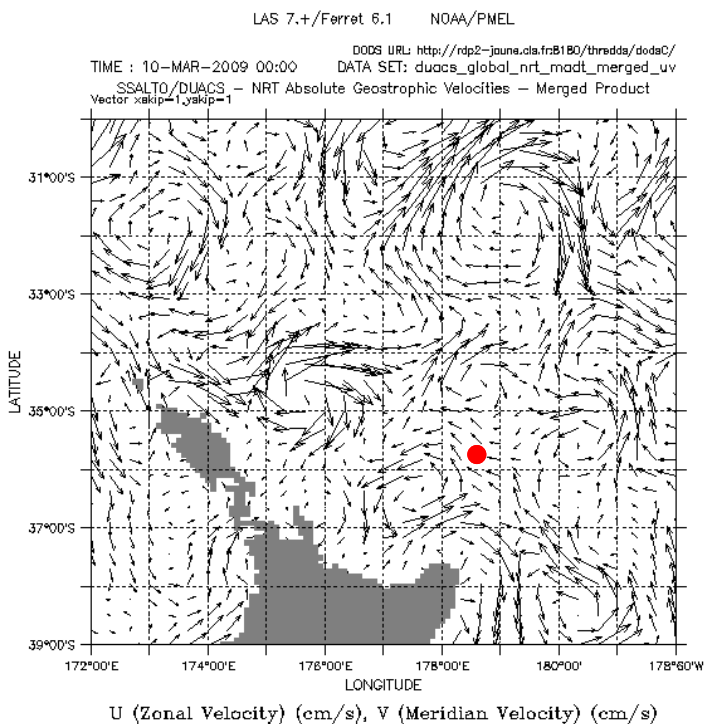 LAS 7.+/Ferret 6.1 NOAA/PMEL
DODS URL: http://rdp2-jaune.cls.fr:8180/thredds/dodsC/
TIME : 10-MAR-2009 00:00 DATA SET: duacs_global_nrt_madt_merged_uv
SSALTO/DUACS - NRT Absolute Geostrophic Velocities - Merged Product
Vector xskip=1,yskip=1
31°00'S
33°00'S
35°00'S
37°00'S
39°00'S
LATITUDE
172°00'E 174°00'E 176°00'E 178°00'E 180°00' 178°60'W
LONGITUDE
U (Zonal Velocity) (cm/s), V (Meridian Velocity) (cm/s)